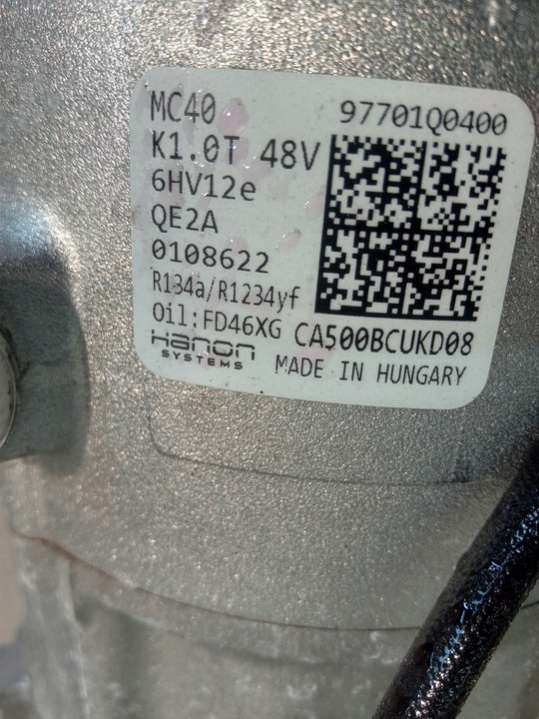 MC40 97701Q0400
K1.0T 48V
6HV12e
QE2A
0108622
R134a/R1234yf
Oil:FD46XG CA500BCUKD08
Hanon
SYSTEMS
MADE IN HUNGARY